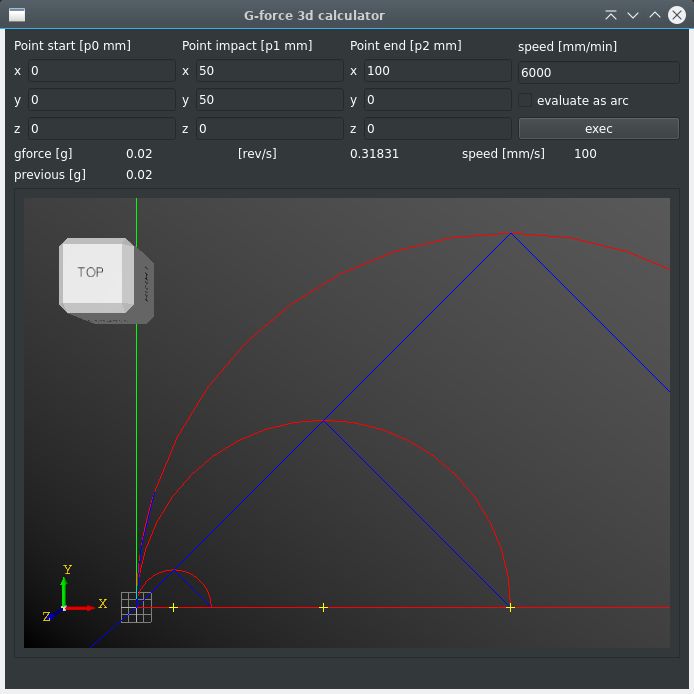 G-force 3d calculator
Point start [p0 mm] Point impact [p1 mm] Point end [p2 mm] speed [mm/min]
x 0 x 50 x 100 6000
y 0 y 50 y 0 evaluate as arc
z 0 z 0 z 0 exec
gforce [g] 0.02 [rev/s] 0.31831 speed [mm/s] 100
previous [g] 0.02
TOP
Y
X
Z